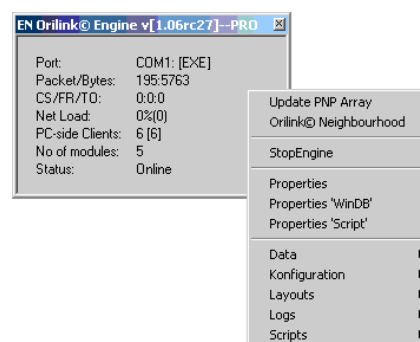 EN Orilink© Engine v[1.06rc27]--PRO
Port: COM1: [EXE]
Packet/Bytes: 195:5763
CS/FR/TO: 0:0:0
Net Load: 0%(0)
PC-side Clients: 6 [6]
No of modules: 5
Status: Online
Update PNP Array
Orilink© Neighbourhood
StopEngine
Properties
Properties 'WinDB'
Properties 'Script'
Data
Konfiguration
Layouts
Logs
Scripts